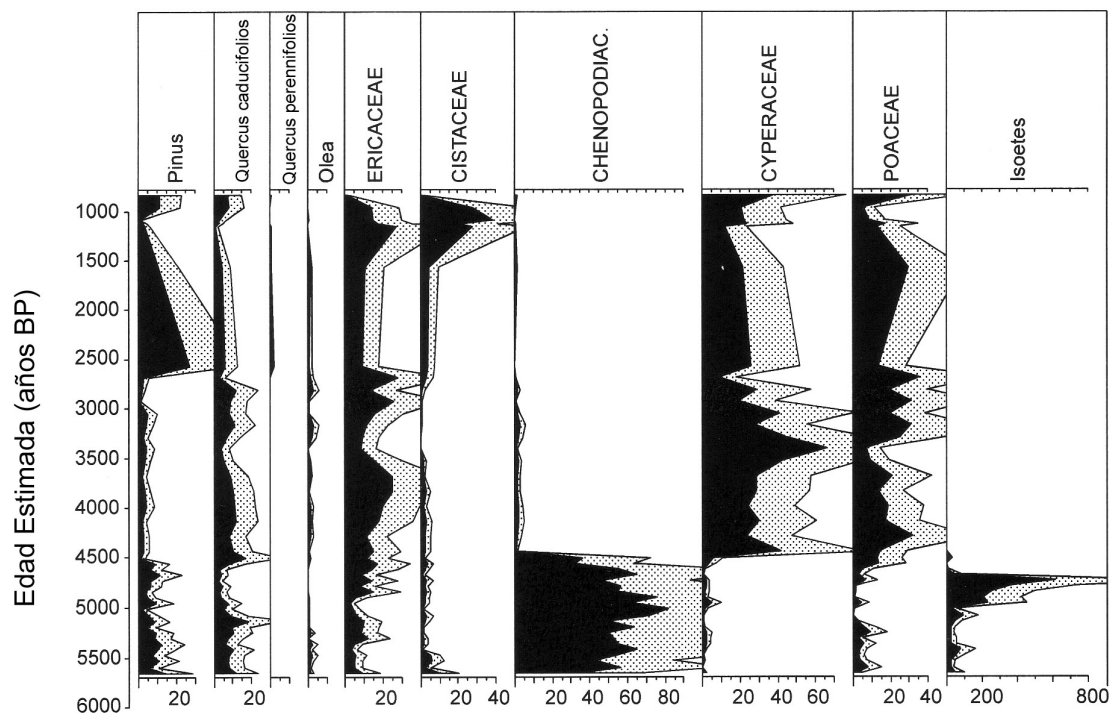 Edad Estimada (años BP)
Pinus
Quercus caducifolios
Quercus perennifolios
Olea
ERICACEAE
CISTACEAE
CHENOPODIAC.
CYPERACEAE
POACEAE
Isoetes
1000
1500
2000
2500
3000
3500
4000
4500
5000
5500
6000
20
20
20
20 40
20 40 60 80
20 40 60
20 40
200 800